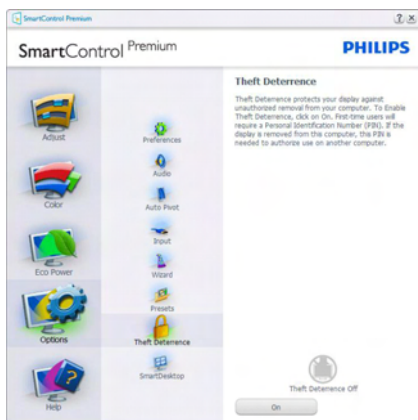 SmartControl Premium
SmartControl Premium
PHILIPS
Adjust
Color
Eco Power
Options
Help
Preferences
Audio
Auto Pivot
Input
Wizard
Presets
Theft Deterrence
SmartDesktop
Theft Deterrence
Theft Deterrence protects your display against
unauthorized removal from your computer. To Enable
Theft Deterrence, click on On. First-time users will
require a Personal Identification Number (PIN). If the
display is removed from the computer, this PIN is
needed to authorize use on another computer.
Theft Deterrence Off
On